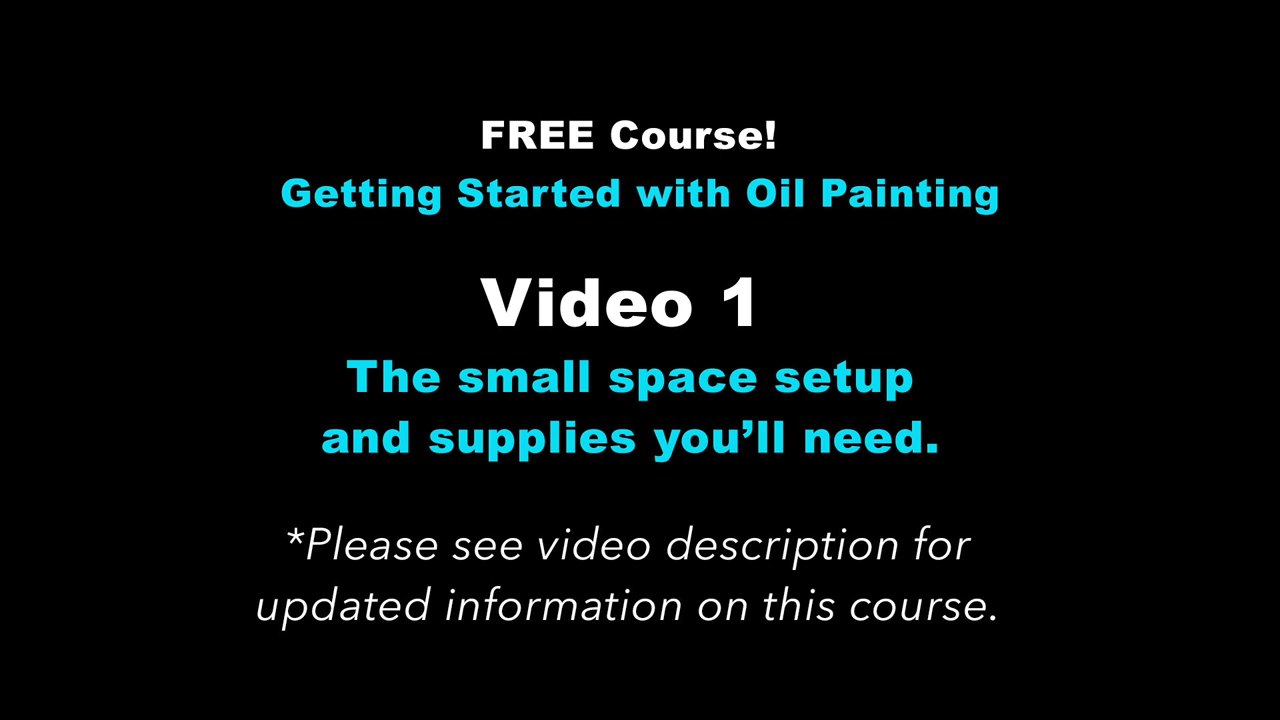 FREE Course!
Getting Started with Oil Painting
Video 1
The small space setup
and supplies you’ll need.
*Please see video description for
updated information on this course.